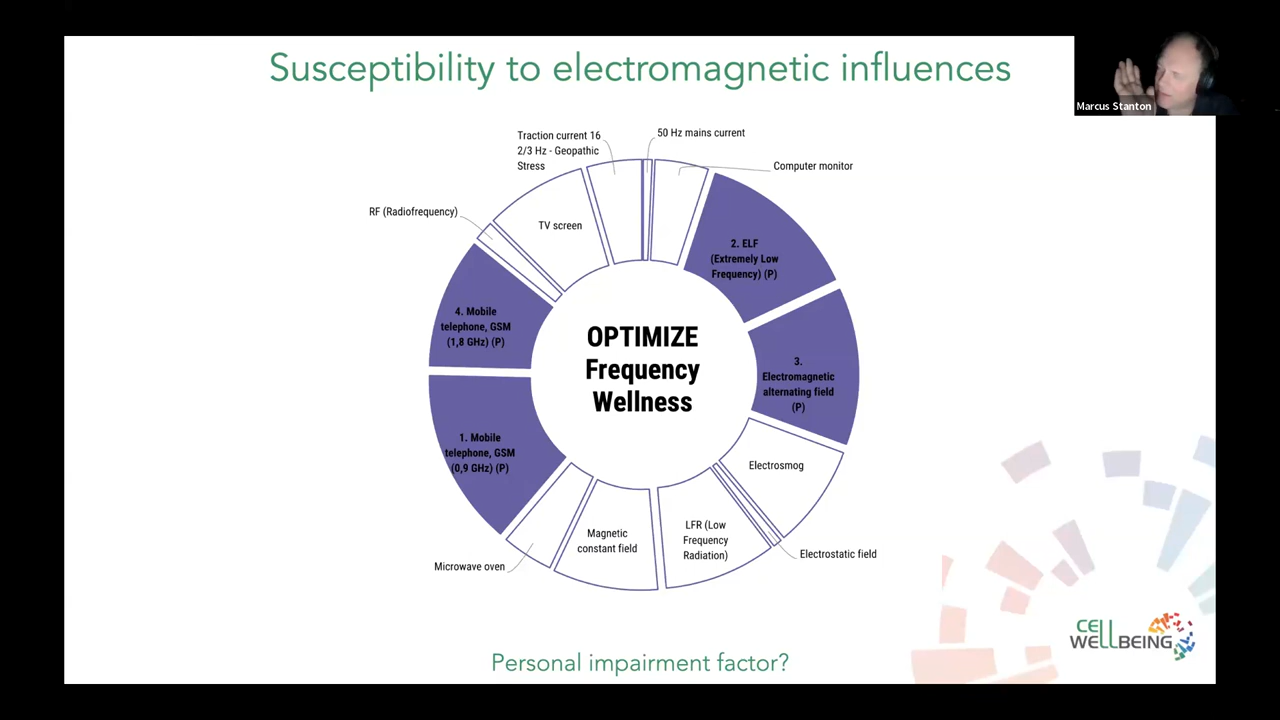 Susceptibility to electromagnetic influences
Marcus Stanton
Traction current 16
2/3 Hz - Geopathic
Stress
50 Hz mains current
Computer monitor
RF (Radiofrequency)
TV screen
2. ELF
(Extremely Low
Frequency) (P)
4. Mobile
telephone, GSM
(1,8 GHz) (P)
OPTIMIZE
Frequency
Wellness
3.
Electromagnetic
alternating field
(P)
1. Mobile
telephone, GSM
(0,9 GHz) (P)
Electrosmog
Magnetic
constant field
LFR (Low
Frequency
Radiation)
Electrostatic field
Microwave oven
CELL
WELLBEING
Personal impairment factor?